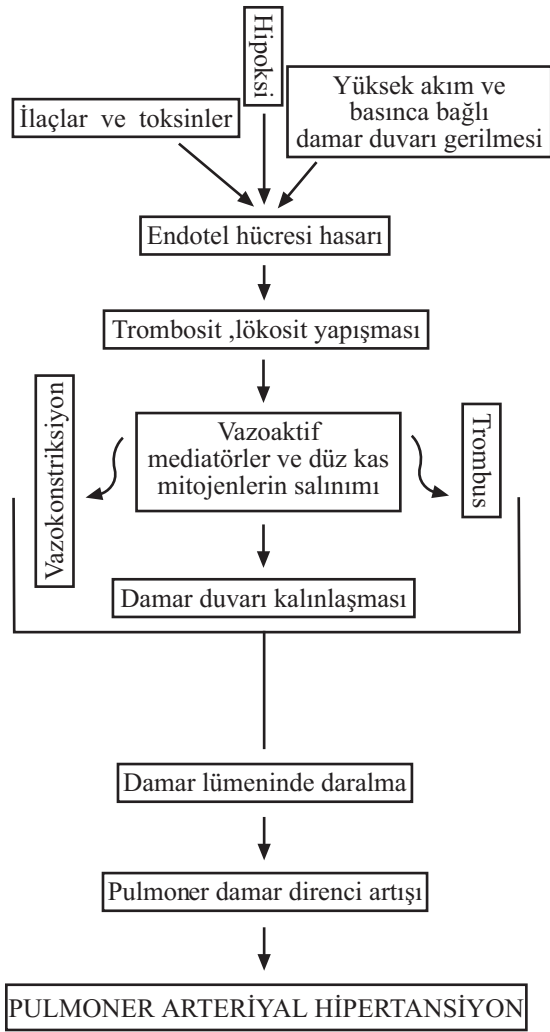 Hipoksi
İlaçlar ve toksinler
Yüksek akım ve
basınca bağlı
damar duvarı gerilmesi
Endotel hücresi hasarı
Trombosit ,lökosit yapışması
Vazokonstriksiyon
Vazoaktif
mediatörler ve düz kas
mitojenlerin salınımı
Trombus
Damar duvarı kalınlaşması
Damar lümeninde daralma
Pulmoner damar direnci artışı
PULMONER ARTERİYAL HİPERTANSİYON